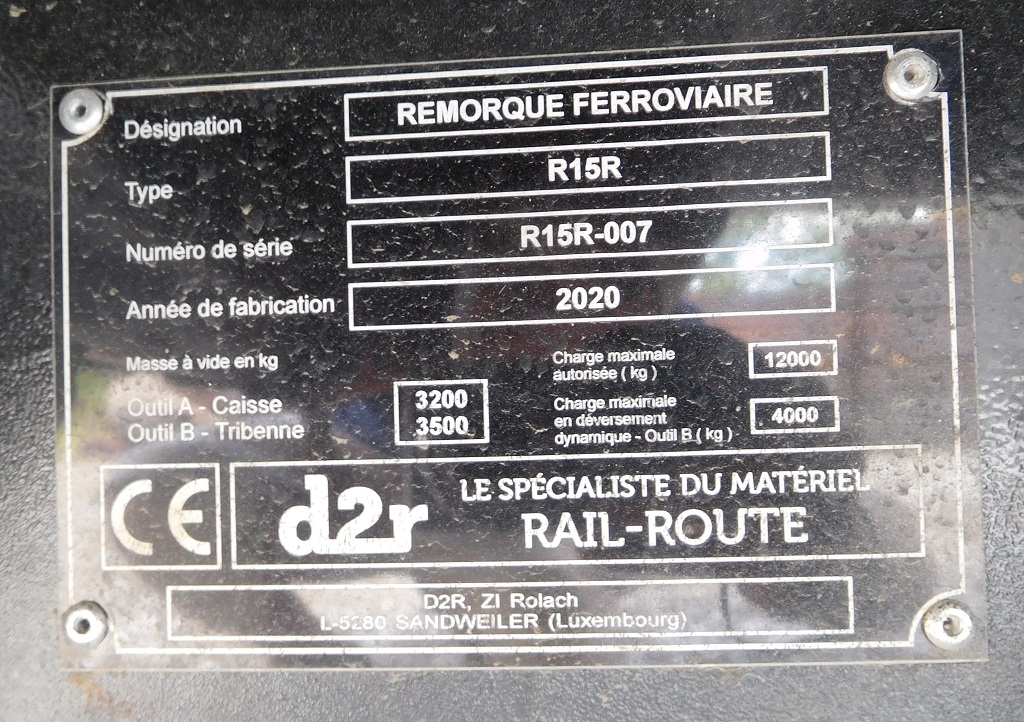 Désignation REMORQUE FERROVIAIRE
Type R15R
Numéro de série R15R-007
Année de fabrication 2020
Masse à vide en kg
Outil A - Caisse 3200
Outil B - Tribenne 3500
Charge maximale
autorisée ( kg ) 12000
Charge maximale
en déversement
dynamique - Outil B ( kg ) 4000
CE
d2r
LE SPÉCIALISTE DU MATÉRIEL
RAIL-ROUTE
D2R, ZI Rolach
L-5280 SANDWEILER (Luxembourg)